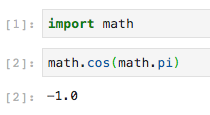 [1]: import math
[2]: math.cos(math.pi)
[2]: -1.0